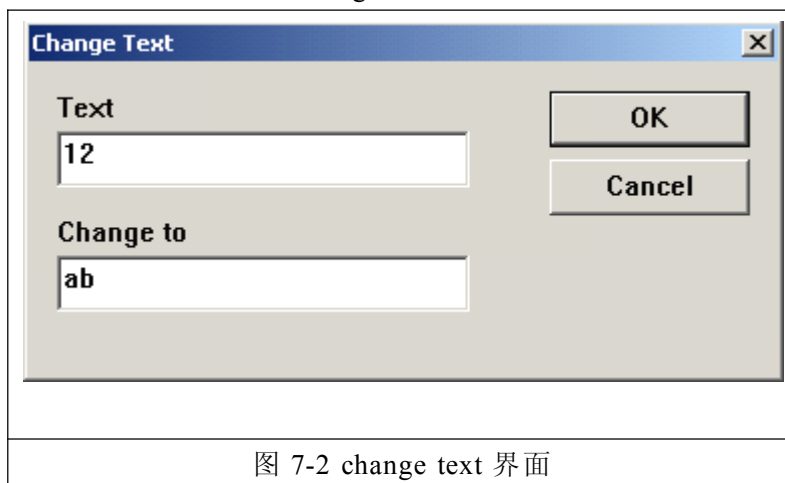 Change Text
Text
OK
12
Cancel
Change to
ab
图 7-2 change text 界面